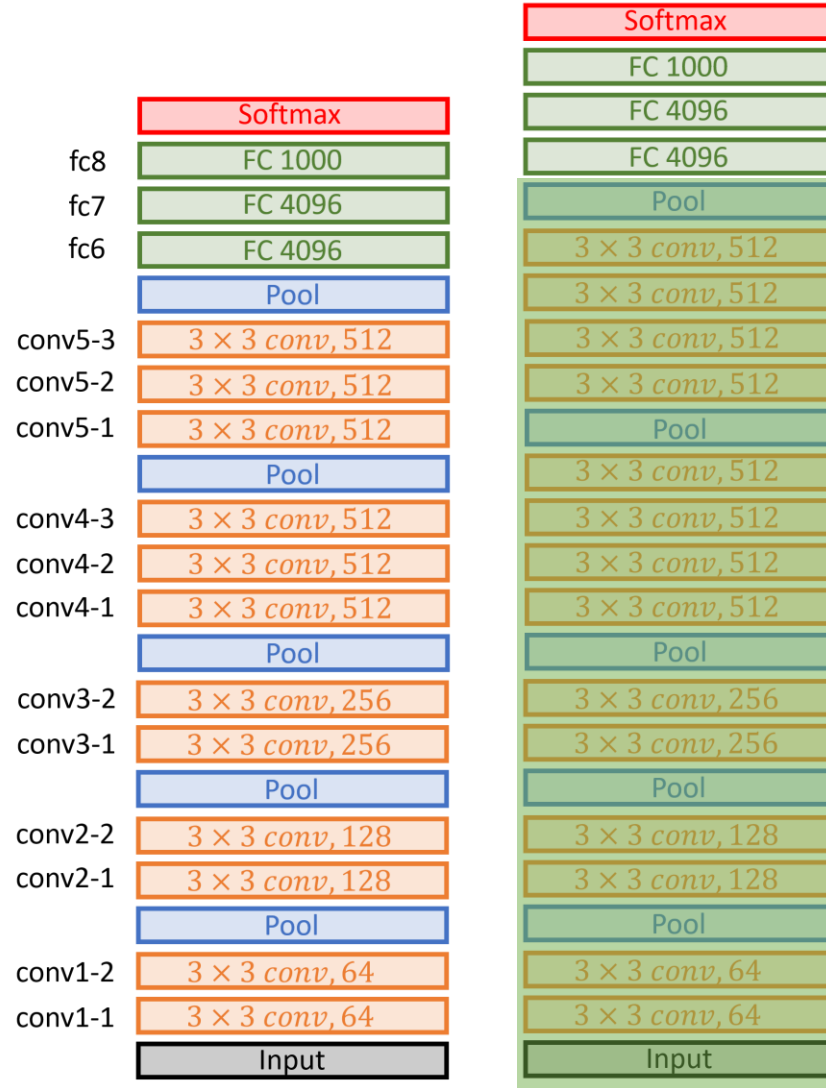 Softmax
fc8 FC 1000
fc7 FC 4096
fc6 FC 4096
Pool
conv5-3 3 × 3 conv, 512
conv5-2 3 × 3 conv, 512
conv5-1 3 × 3 conv, 512
Pool
conv4-3 3 × 3 conv, 512
conv4-2 3 × 3 conv, 512
conv4-1 3 × 3 conv, 512
Pool
conv3-2 3 × 3 conv, 256
conv3-1 3 × 3 conv, 256
Pool
conv2-2 3 × 3 conv, 128
conv2-1 3 × 3 conv, 128
Pool
conv1-2 3 × 3 conv, 64
conv1-1 3 × 3 conv, 64
Input
Softmax
FC 1000
FC 4096
FC 4096
Pool
3 × 3 conv, 512
3 × 3 conv, 512
3 × 3 conv, 512
3 × 3 conv, 512
Pool
3 × 3 conv, 512
3 × 3 conv, 512
3 × 3 conv, 512
3 × 3 conv, 512
Pool
3 × 3 conv, 256
3 × 3 conv, 256
Pool
3 × 3 conv, 128
3 × 3 conv, 128
Pool
3 × 3 conv, 64
3 × 3 conv, 64
Input